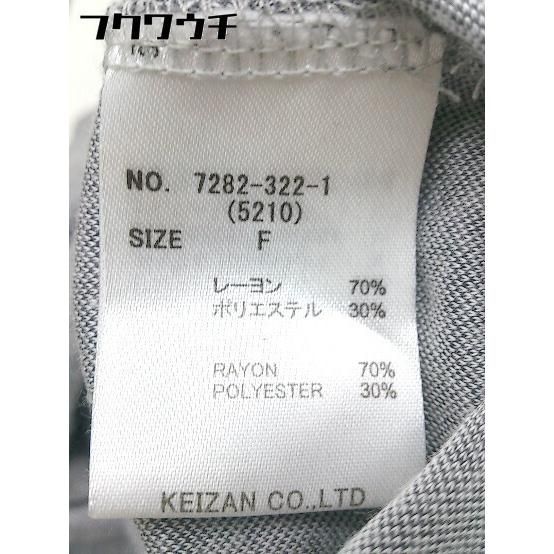 フクワウチ
NO. 7282-322-1
(5210)
SIZE F
レーヨン 70%
ポリエステル 30%
RAYON 70%
POLYESTER 30%
KEIZAN CO.,LTD